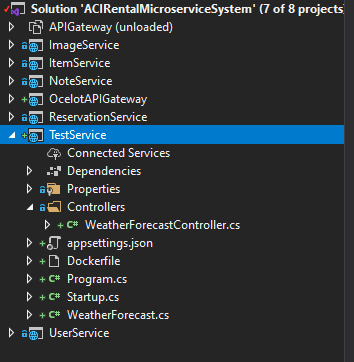 Solution 'ACIRentalMicroserviceSystem' (7 of 8 projects)
APIGateway (unloaded)
ImageService
ItemService
NoteService
OcelotAPIGateway
ReservationService
TestService
Connected Services
Dependencies
Properties
Controllers
C# WeatherForecastController.cs
appsettings.json
Dockerfile
C# Program.cs
C# Startup.cs
C# WeatherForecast.cs
UserService